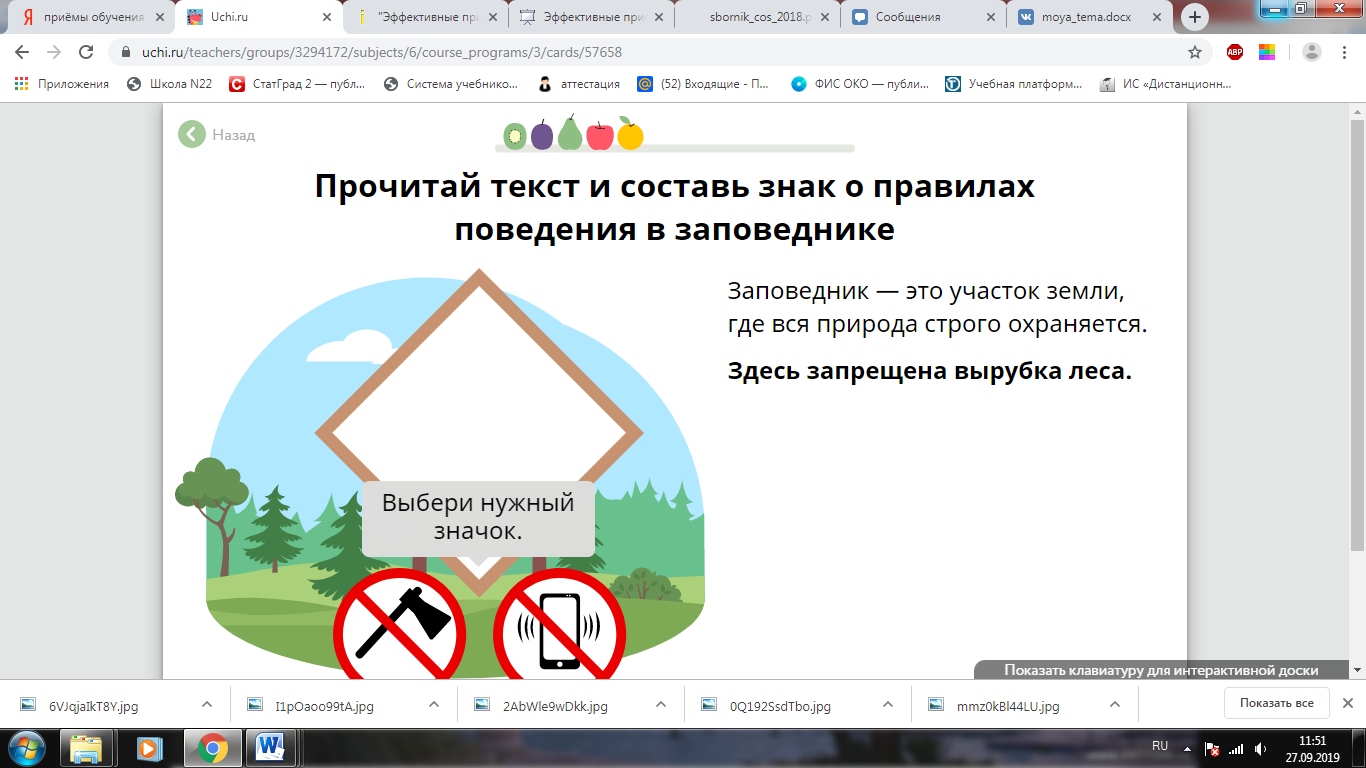 приёмы обучения
Uchi.ru
"Эффективные при
Эффективные при
sbornik_cos_2018.p
Сообщения
moya_tema.docx
uchi.ru/teachers/groups/3294172/subjects/6/course_programs/3/cards/57658
ABP
Приложения
Школа N22
СтатГрад 2 — публ...
Система учебнико...
аттестация
(52) Входящие - П...
ФИС ОКО — публи...
Учебная платформ...
ИС «Дистанционн...
Назад
Прочитай текст и составь знак о правилах
поведения в заповеднике
Заповедник — это участок земли,
где вся природа строго охраняется.
Здесь запрещена вырубка леса.
Выбери нужный
значок.
Показать клавиатуру для интерактивной доски
6VJqjaIkT8Y.jpg
I1pOaoo99tA.jpg
2AbWle9wDkk.jpg
0Q192SsdTbo.jpg
mmz0kBl44LU.jpg
Показать все
RU
11:51
27.09.2019